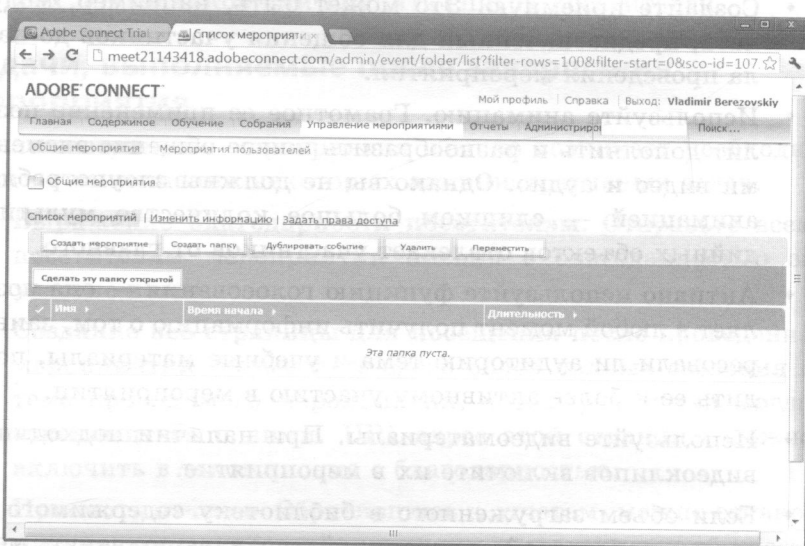 Adobe Connect Trial
Список мероприяти
meet21143418.adobeconnect.com/admin/event/folder/list?filter-rows=100&filter-start=0&sco-id=107
ADOBE® CONNECT™
Мой профиль | Справка | Выход: Vladimir Berezovskiy
Главная Содержимое Обучение Собрания Управление мероприятиями Отчеты Администриро Поиск...
Общие мероприятия Мероприятия пользователей
Общие мероприятия
Список мероприятий | Изменить информацию | Задать права доступа
Создать мероприятие Создать папку Дублировать событие Удалить Переместить
Сделать эту папку открытой
Имя Время начала Длительность
Эта папка пуста.